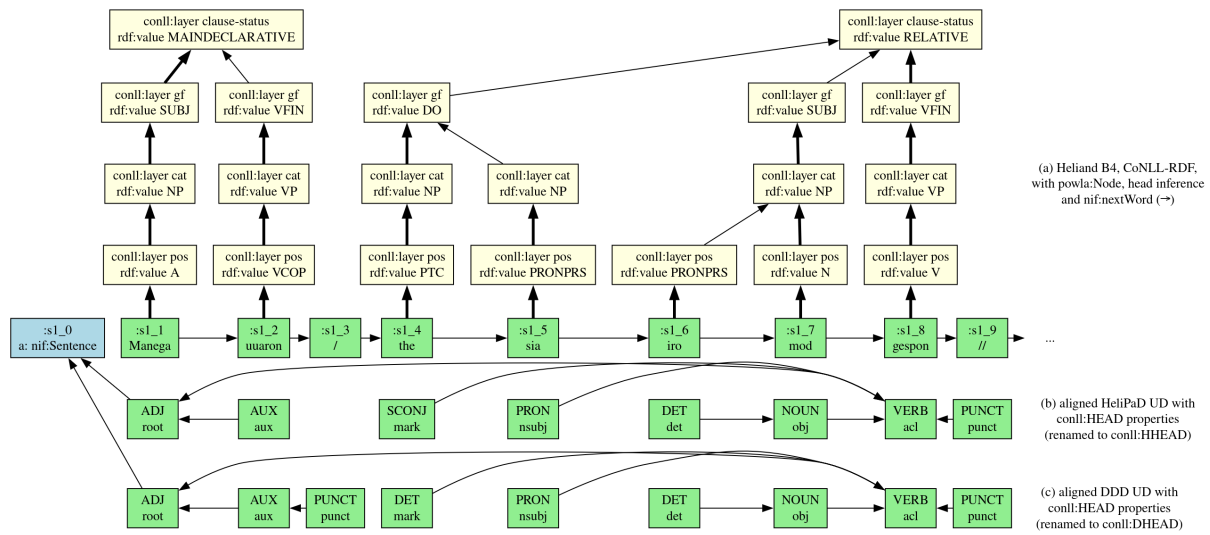 conll:layer clause-status
rdf:value MAINDECLARATIVE
conll:layer clause-status
rdf:value RELATIVE
conll:layer gf
rdf:value SUBJ
conll:layer gf
rdf:value VFIN
conll:layer gf
rdf:value DO
conll:layer gf
rdf:value SUBJ
conll:layer gf
rdf:value VFIN
conll:layer cat
rdf:value NP
conll:layer cat
rdf:value VP
conll:layer cat
rdf:value NP
conll:layer cat
rdf:value NP
conll:layer cat
rdf:value NP
conll:layer cat
rdf:value VP
(a) Heliand B4, CoNLL-RDF,
with powla:Node, head inference
and nif:nextWord (→)
conll:layer pos
rdf:value A
conll:layer pos
rdf:value VCOP
conll:layer pos
rdf:value PTC
conll:layer pos
rdf:value PRONPRS
conll:layer pos
rdf:value PRONPRS
conll:layer pos
rdf:value N
conll:layer pos
rdf:value V
:s1_0
a: nif:Sentence
:s1_1
Manega
:s1_2
uuaron
:s1_3
/
:s1_4
the
:s1_5
sia
:s1_6
iro
:s1_7
mod
:s1_8
gespon
:s1_9
//
...
ADJ
root
AUX
aux
SCONJ
mark
PRON
nsubj
DET
det
NOUN
obj
VERB
acl
PUNCT
punct
(b) aligned HeliPaD UD with
conll:HEAD properties
(renamed to conll:HHEAD)
ADJ
root
AUX
aux
PUNCT
punct
DET
mark
PRON
nsubj
DET
det
NOUN
obj
VERB
acl
PUNCT
punct
(c) aligned DDD UD with
conll:HEAD properties
(renamed to conll:DHEAD)